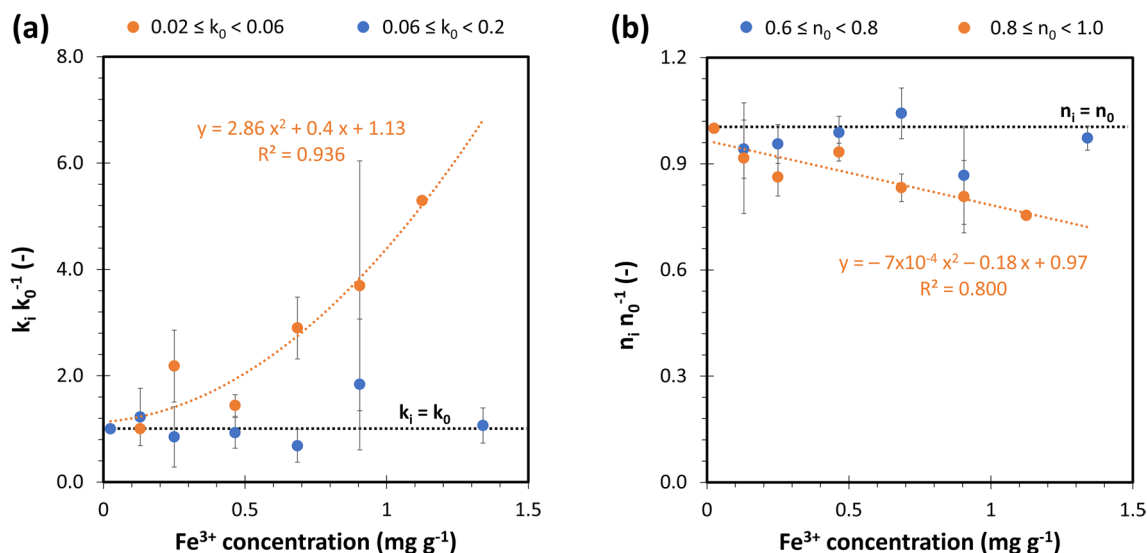 (a)
0.02 ≤ k₀ < 0.06
0.06 ≤ k₀ < 0.2
8.0
6.0
4.0
2.0
0.0
kᵢ k₀⁻¹ (-)
y = 2.86 x² + 0.4 x + 1.13
R² = 0.936
kᵢ = k₀
0
0.5
1
1.5
Fe³⁺ concentration (mg g⁻¹)
(b)
0.6 ≤ n₀ < 0.8
0.8 ≤ n₀ < 1.0
1.2
0.9
0.6
0.3
0.0
nᵢ n₀⁻¹ (-)
nᵢ = n₀
y = – 7x10⁻⁴ x² – 0.18 x + 0.97
R² = 0.800
0
0.5
1
1.5
Fe³⁺ concentration (mg g⁻¹)